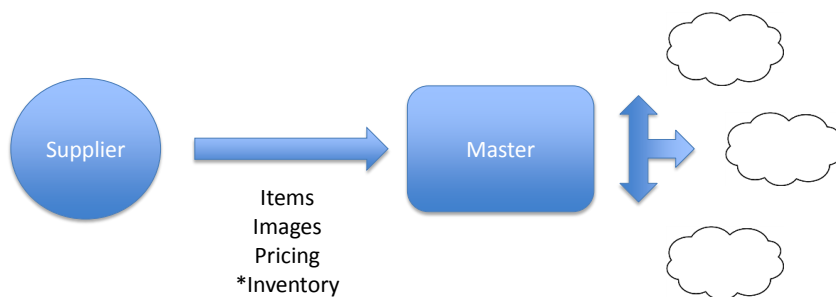 Supplier
Master
Items
Images
Pricing
*Inventory